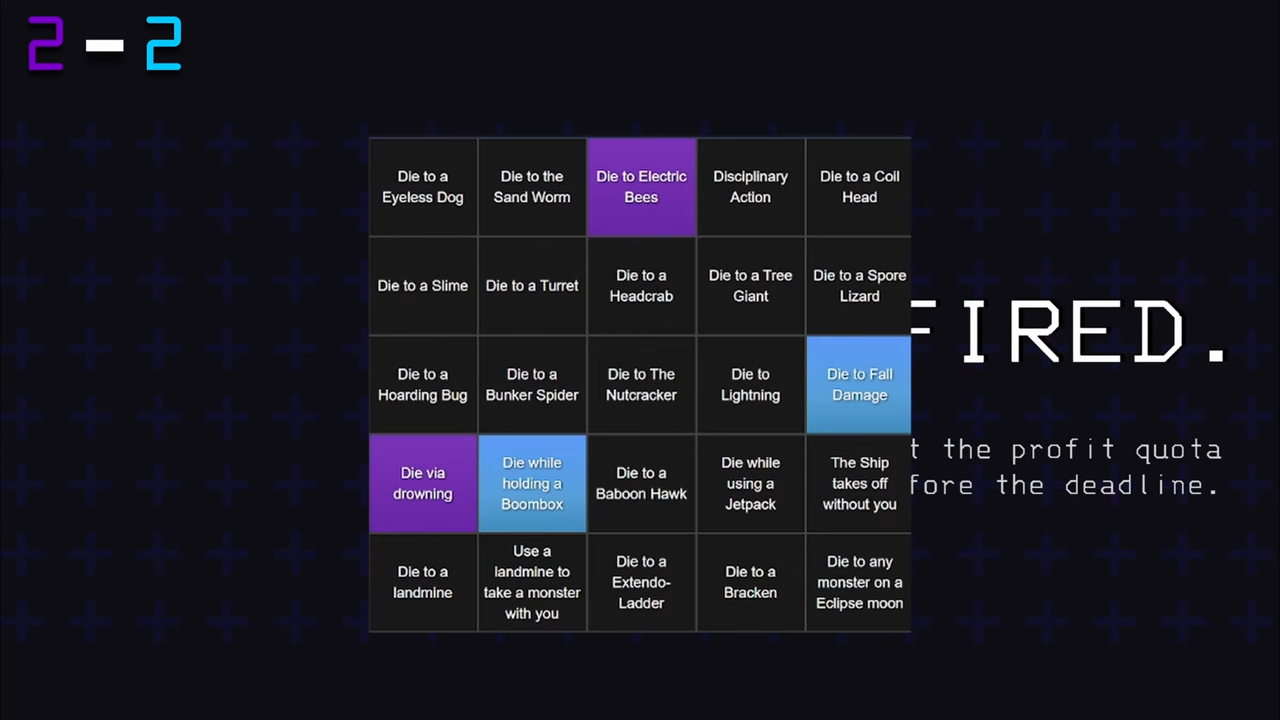 2 - 2
Die to a
Eyeless Dog
Die to the
Sand Worm
Die to Electric
Bees
Disciplinary
Action
Die to a Coil
Head
Die to a Slime
Die to a Turret
Die to a
Headcrab
Die to a Tree
Giant
Die to a Spore
Lizard
FIRED.
Die to a
Hoarding Bug
Die to a
Bunker Spider
Die to The
Nutcracker
Die to
Lightning
Die to Fall
Damage
Die via
drowning
Die while
holding a
Boombox
Die to a
Baboon Hawk
Die while
using a
Jetpack
The Ship
takes off
without you
t the profit quota
fore the deadline.
Die to a
landmine
Use a
landmine to
take a monster
with you
Die to a
Extendo-
Ladder
Die to a
Bracken
Die to any
monster on a
Eclipse moon